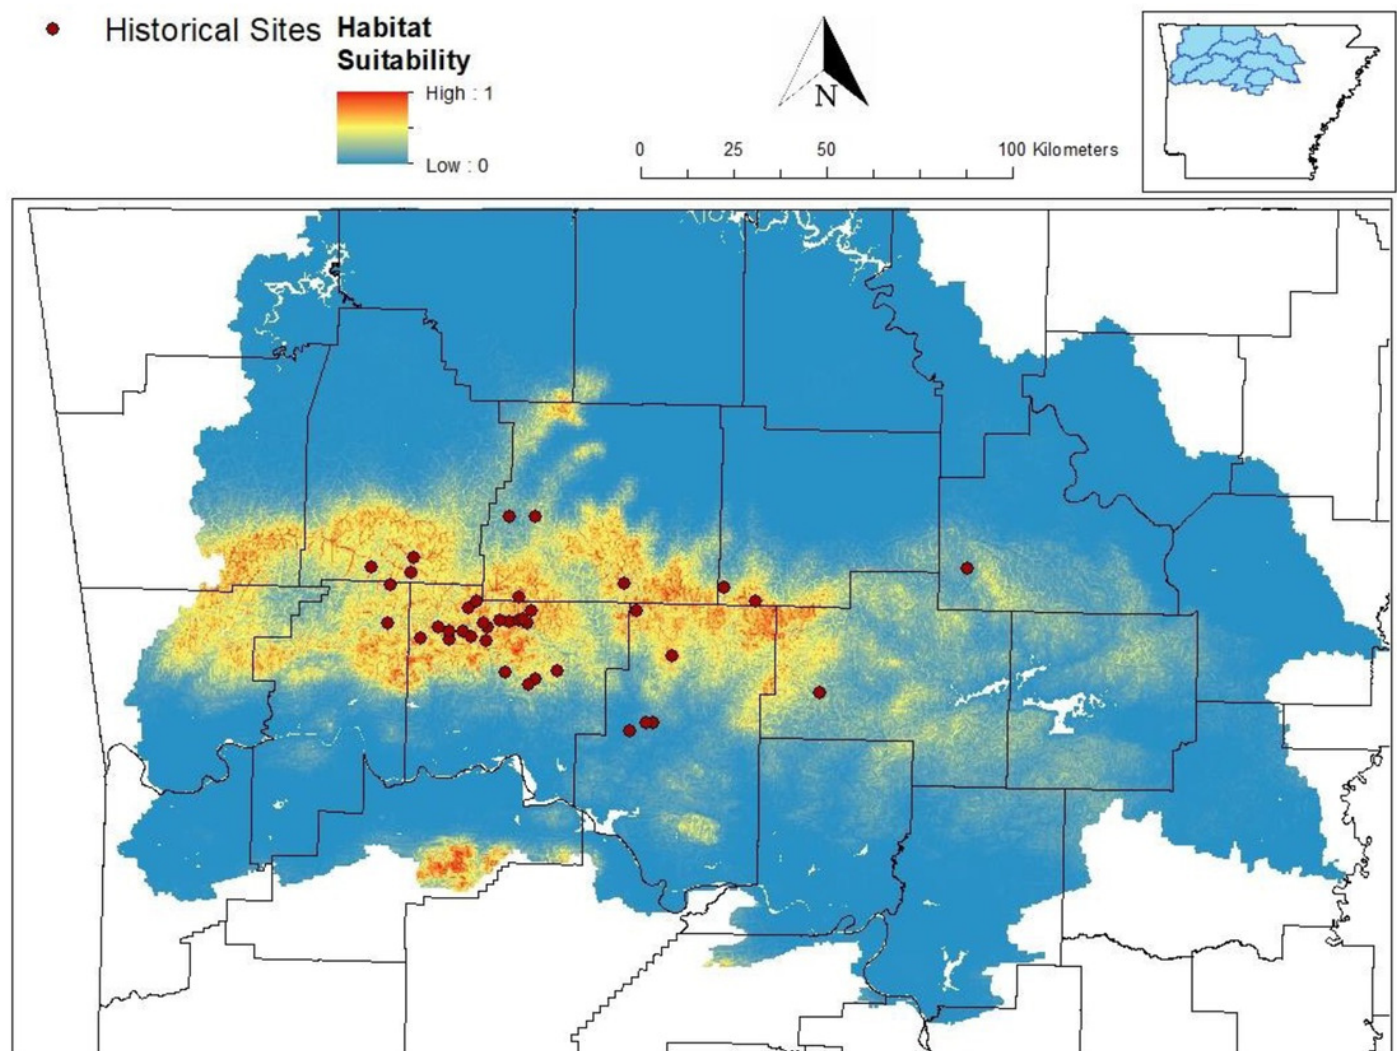 Historical Sites
Habitat
Suitability
High : 1
Low : 0
N
0 25 50 100 Kilometers